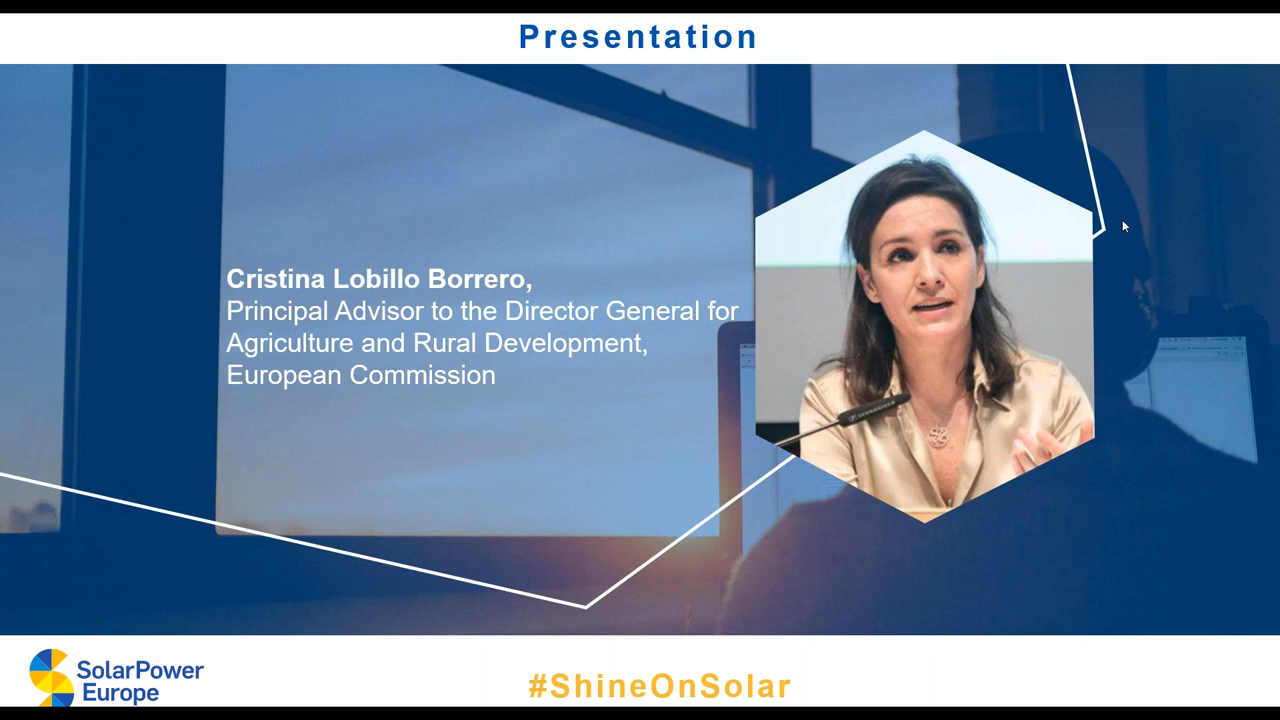 Presentation
Cristina Lobillo Borrero,
Principal Advisor to the Director General for
Agriculture and Rural Development,
European Commission
SENNHEISER
SolarPower
Europe
#ShineOnSolar